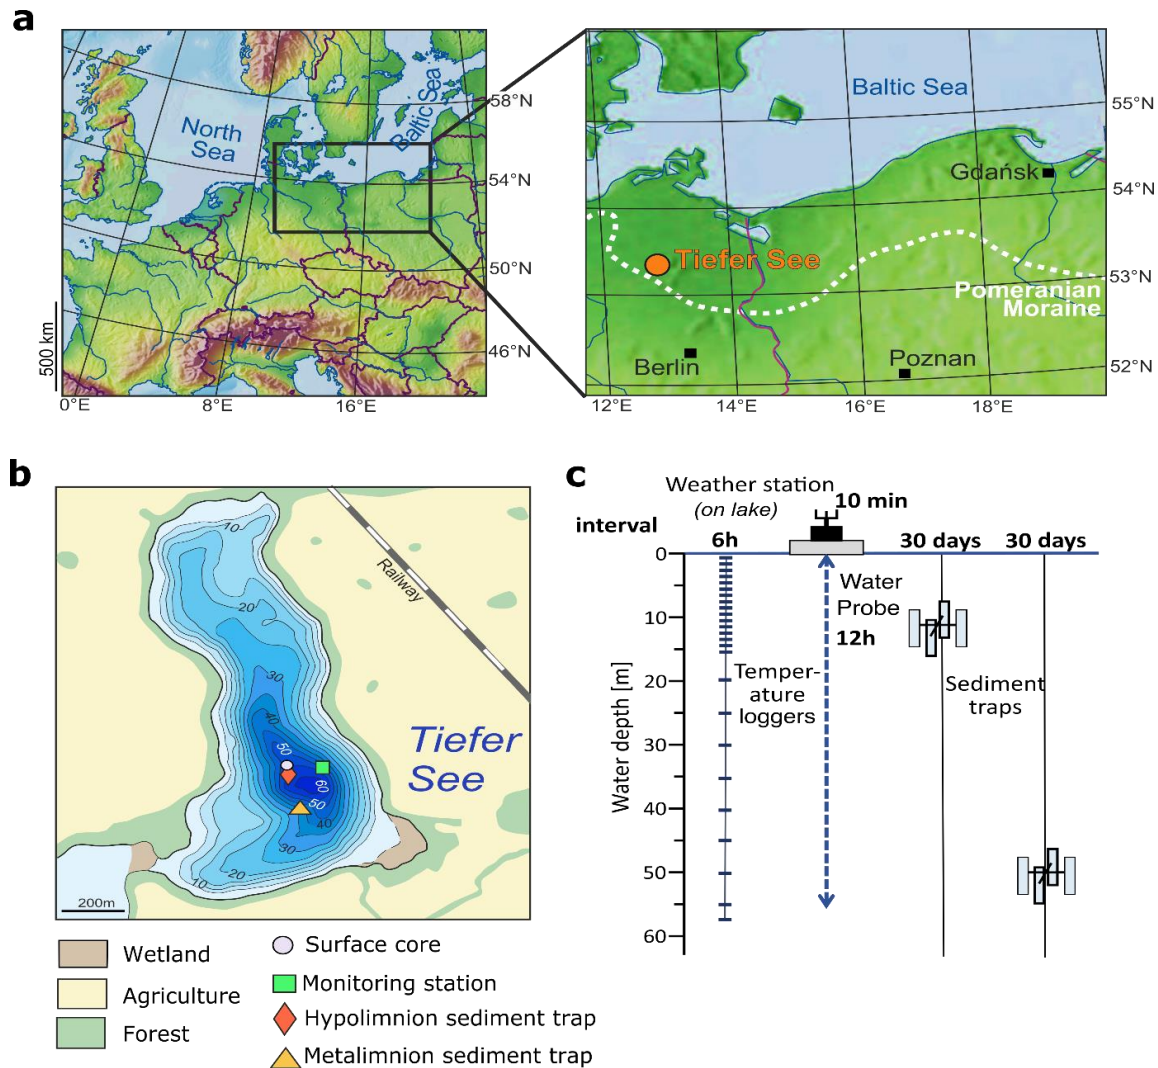 a
North
Sea
Baltic Sea
58°N
54°N
50°N
46°N
500 km
0°E
8°E
16°E
Baltic Sea
Gdańsk
Tiefer See
Pomeranian
Moraine
Berlin
Poznan
55°N
54°N
53°N
52°N
12°E
14°E
16°E
18°E
b
10
20
30
40
50
60
50
40
30
20
10
Railway
Tiefer
See
200m
Wetland
Agriculture
Forest
Surface core
Monitoring station
Hypolimnion sediment trap
Metalimnion sediment trap
c
Weather station
(on lake)
10 min
interval
6h
30 days
30 days
0
10
20
30
40
50
60
Water depth [m]
Water
Probe
12h
Temper-
ature
loggers
Sediment
traps